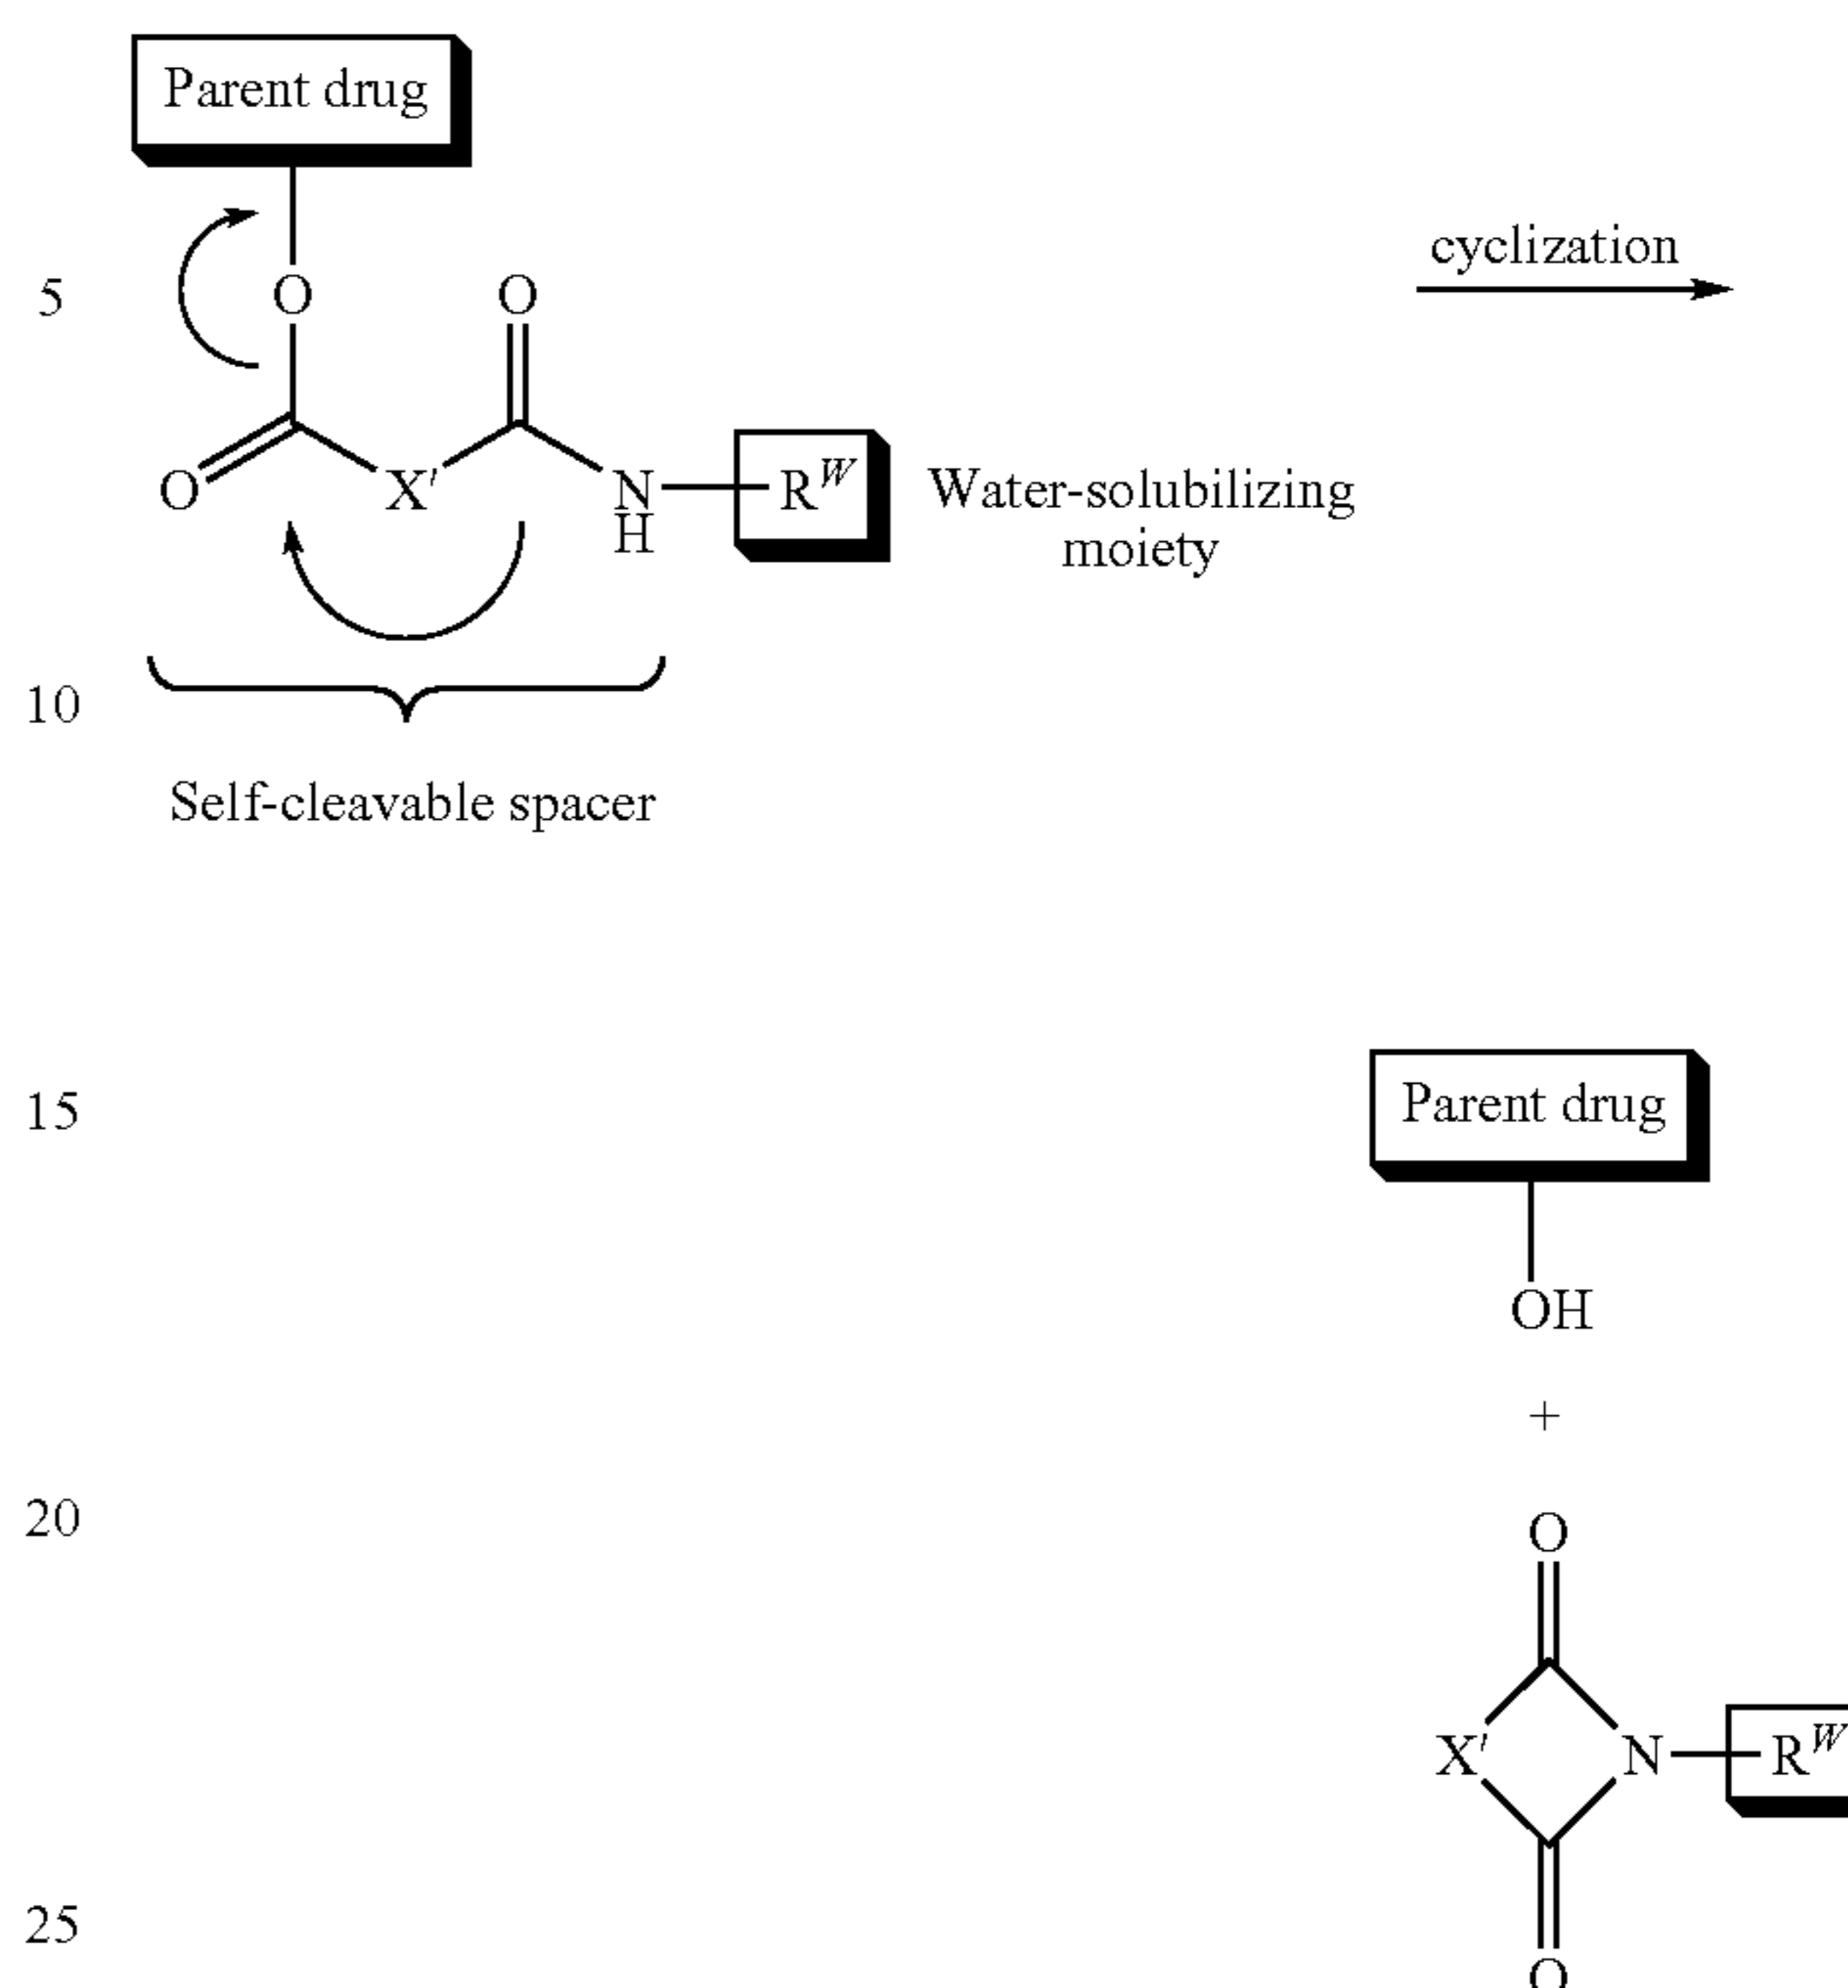 Parent drug
5
O
O
cyclization
O
X'
N
H
R^W
Water-solubilizing
moiety
10
Self-cleavable spacer
15
Parent drug
OH
+
20
O
X'
N
R^W
25
O